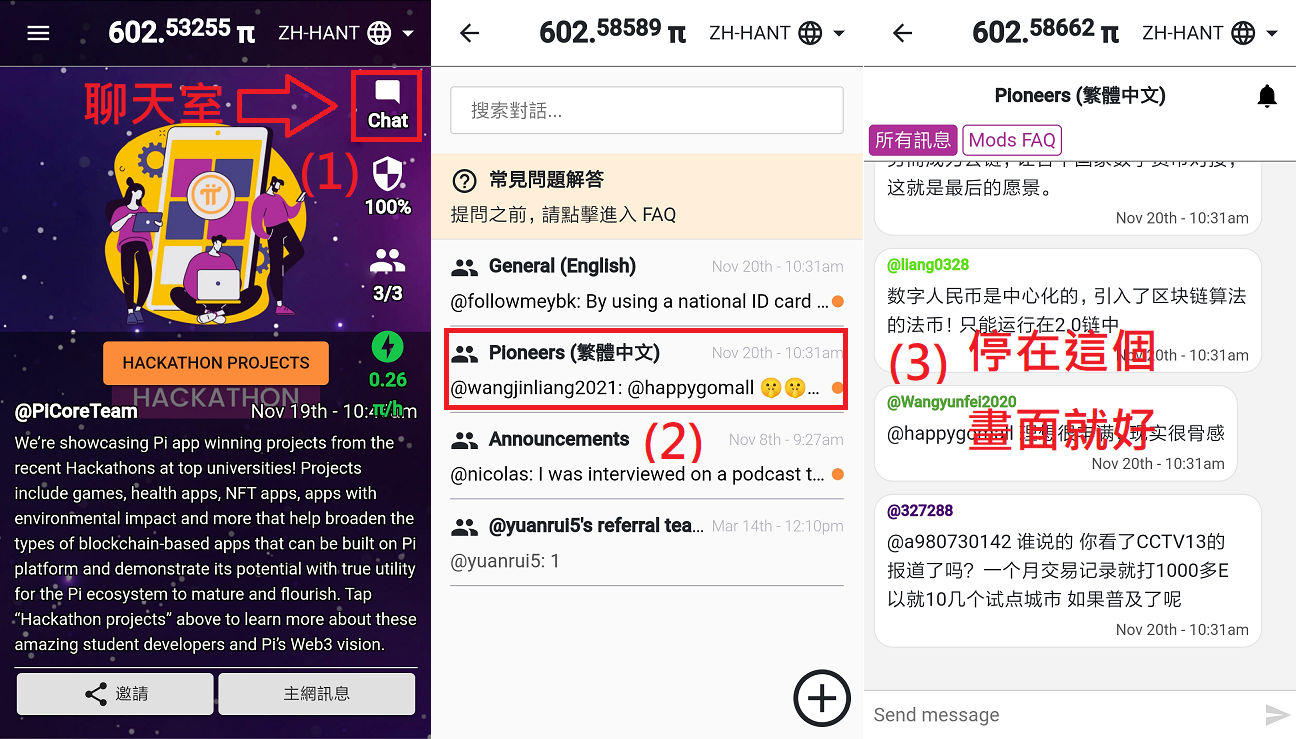 602.53255 π ZH-HANT
聊天室
Chat
(1)
100%
3/3
HACKATHON PROJECTS
0.26
π/h
HACKATHON
@PiCoreTeam Nov 19th - 10:4 am
We’re showcasing Pi app winning projects from the
recent Hackathons at top universities! Projects
include games, health apps, NFT apps, apps with
environmental impact and more that help broaden the
types of blockchain-based apps that can be built on Pi
platform and demonstrate its potential with true utility
for the Pi ecosystem to mature and flourish. Tap
“Hackathon projects” above to learn more about these
amazing student developers and Pi’s Web3 vision.
邀請 主網訊息
602.58589 π ZH-HANT
搜索對話...
常見問題解答
提問之前，請點擊進入 FAQ
General (English) Nov 20th - 10:31am
@followmeybk: By using a national ID card ...
Pioneers (繁體中文) Nov 20th - 10:31am
@wangjinliang2021: @happygomall 🤫🤫...
Announcements (2) Nov 8th - 9:27am
@nicolas: I was interviewed on a podcast t...
@yuanrui5's referral tea... Mar 14th - 12:10pm
@yuanrui5: 1
602.58662 π ZH-HANT
Pioneers (繁體中文)
所有訊息 Mods FAQ
这就是最后的愿景。
Nov 20th - 10:31am
@liang0328
数字人民币是中心化的，引入了区块链算法
的法币！只能运行在2.0链中
Nov 20th - 10:31am
(3) 停在這個
畫面就好
@Wangyunfei2020
@happygomall 理想很丰满，现实很骨感
Nov 20th - 10:31am
@327288
@a980730142 谁说的 你看了CCTV13的
报道了吗？一个月交易记录就打1000多E
以就10几个试点城市 如果普及了呢
Nov 20th - 10:31am
Send message